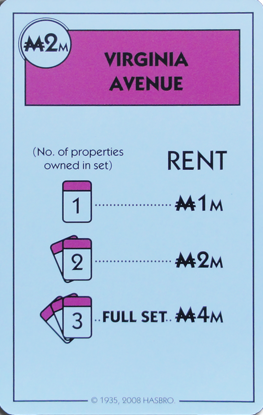 ₩2M
VIRGINIA
AVENUE
(No. of properties
owned in set)
RENT
1 ₩1M
2 ₩2M
3 FULL SET ₩4M
© 1935, 2008 HASBRO